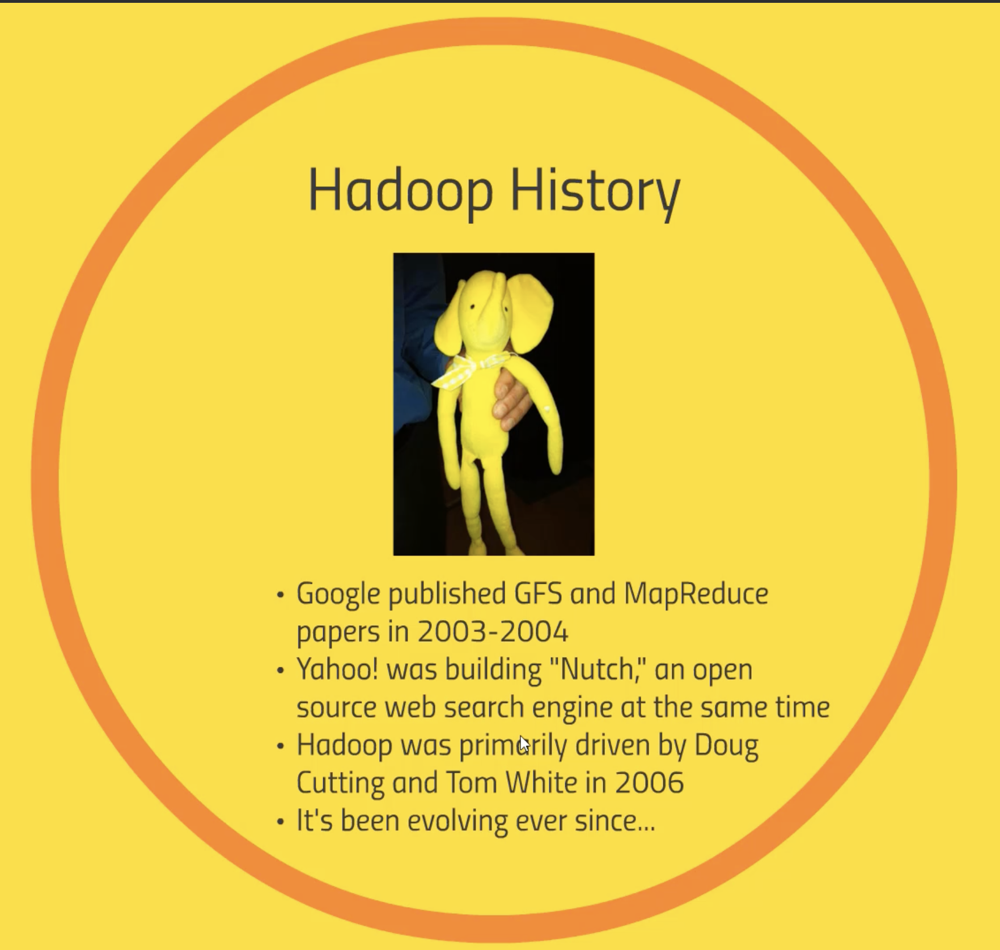 Hadoop History
• Google published GFS and MapReduce
papers in 2003-2004
• Yahoo! was building "Nutch," an open
source web search engine at the same time
• Hadoop was primarily driven by Doug
Cutting and Tom White in 2006
• It's been evolving ever since...